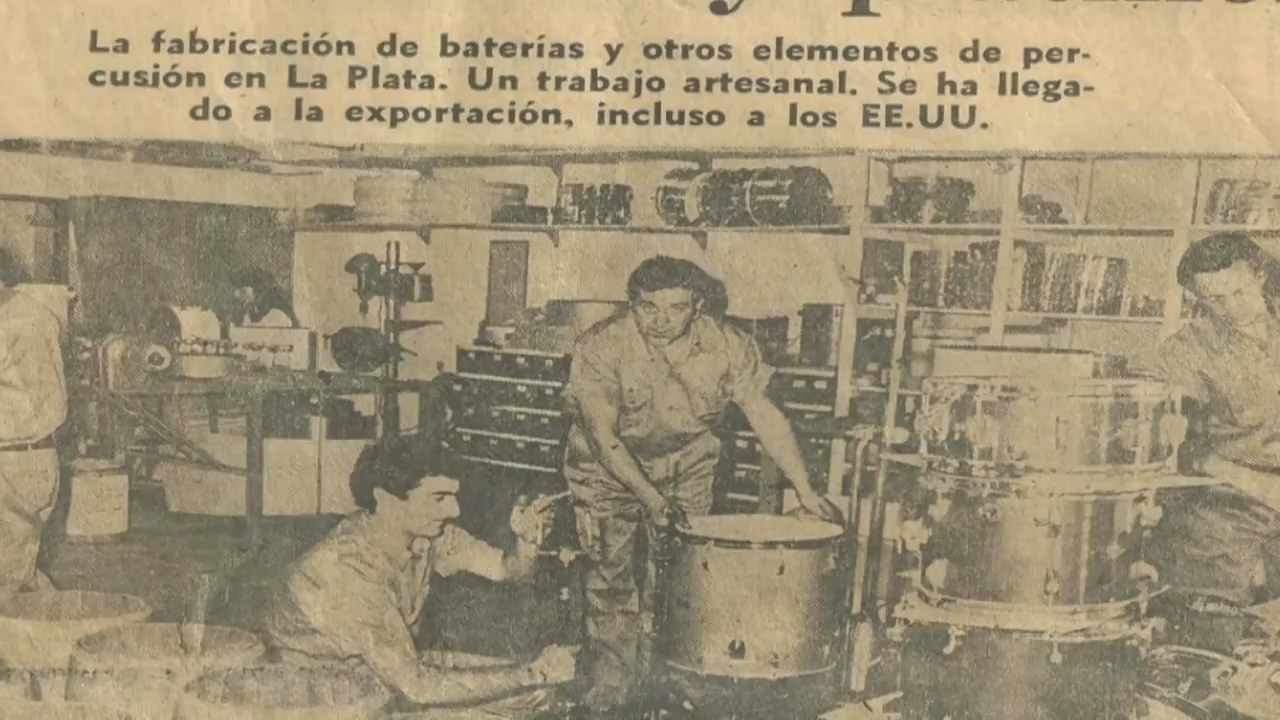 La fabricación de baterías y otros elementos de per-
cusión en La Plata. Un trabajo artesanal. Se ha llega-
do a la exportación, incluso a los EE.UU.